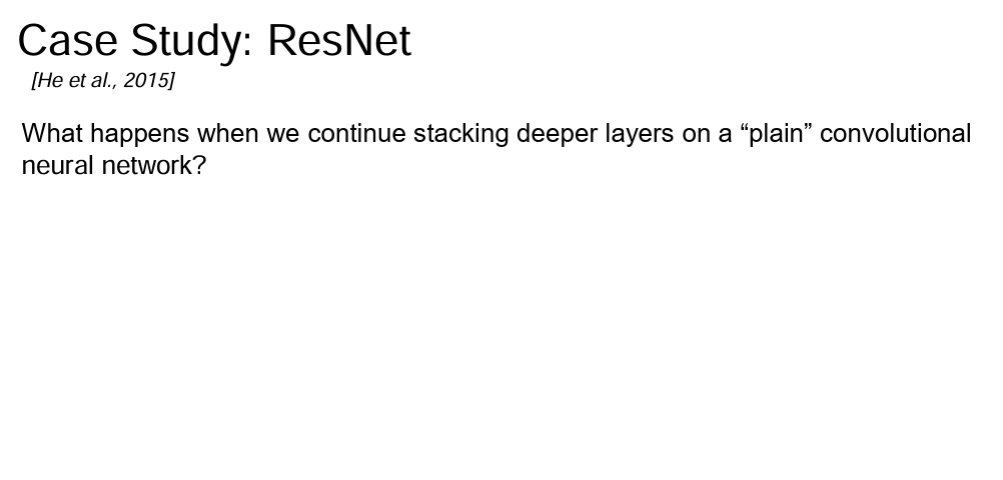 Case Study: ResNet
[He et al., 2015]
What happens when we continue stacking deeper layers on a “plain” convolutional
neural network?